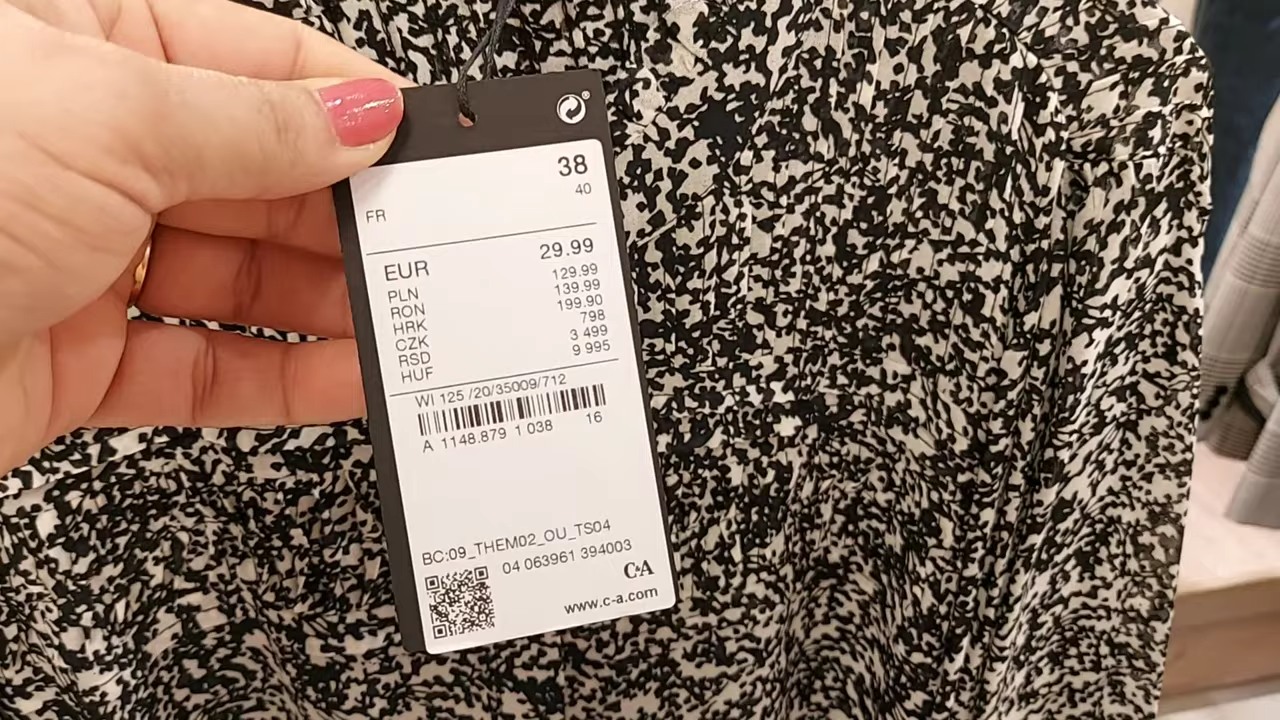 38
40
FR
EUR 29.99
PLN 129.99
RON 139.99
HRK 199.90
CZK 798
RSD 3 499
HUF 9 995
WI 125 /20/35009/712
A 1148.879 1 038 16
BC:09_THEM02_OU_TS04
04 063961 394003
C&A
www.c-a.com